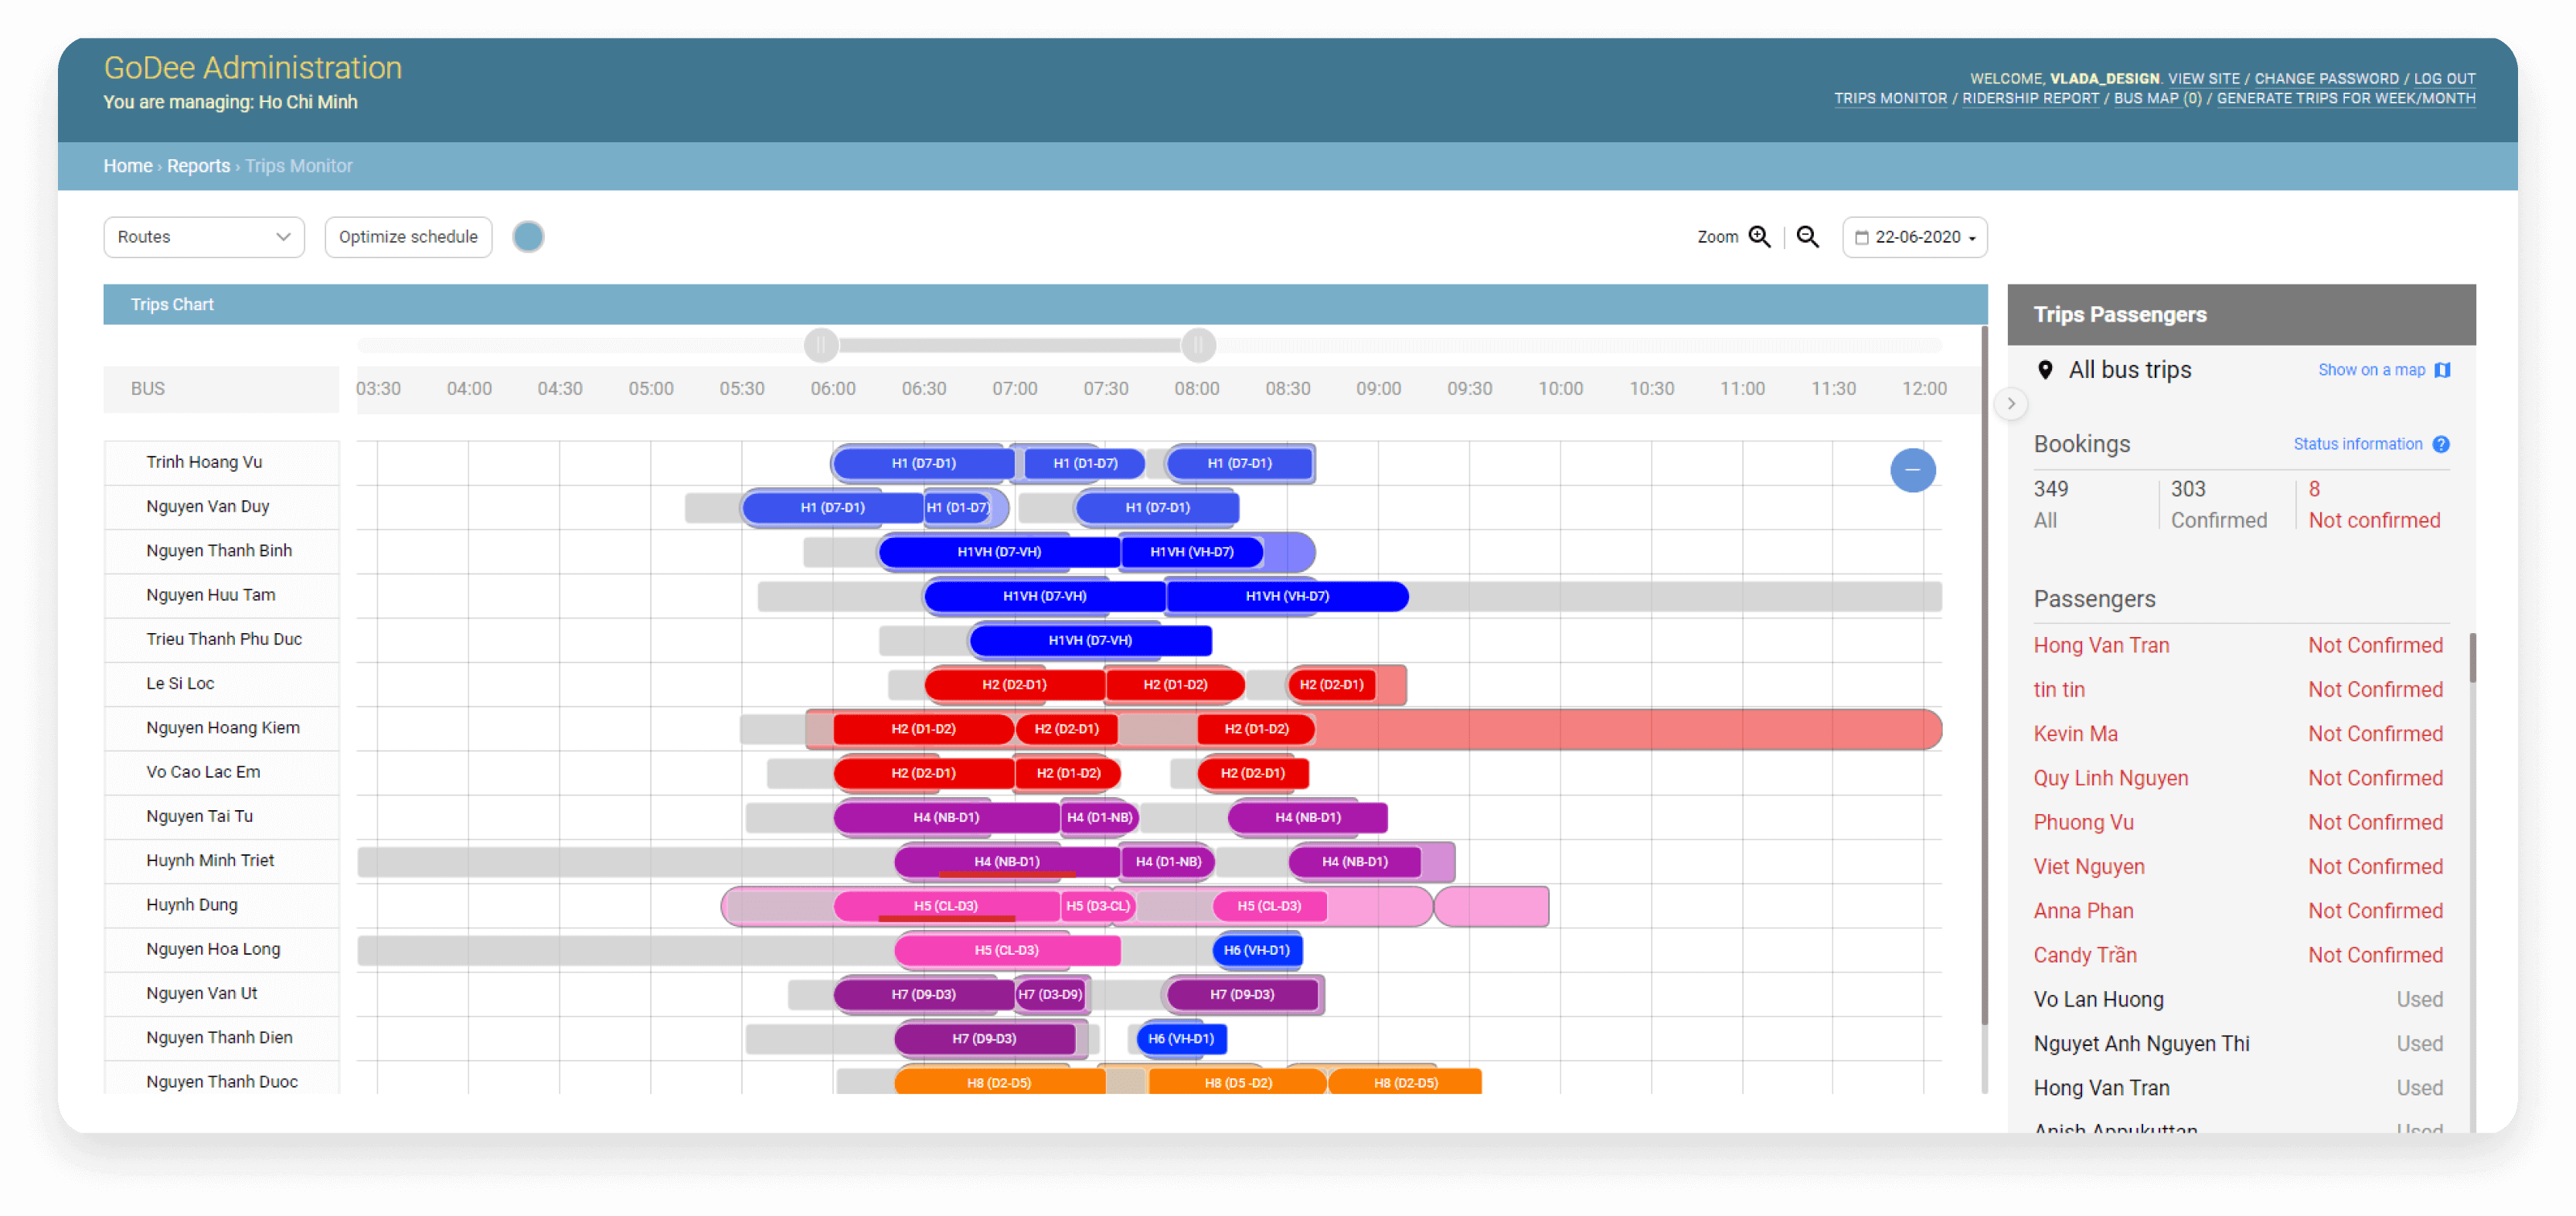 GoDee Administration
You are managing: Ho Chi Minh
WELCOME, VLADA_DESIGN. VIEW SITE / CHANGE PASSWORD / LOG OUT
TRIPS MONITOR / RIDERSHIP REPORT / BUS MAP (0) / GENERATE TRIPS FOR WEEK/MONTH
Home › Reports › Trips Monitor
Routes
Optimize schedule
Zoom
22-06-2020
Trips Chart
BUS
03:30 04:00 04:30 05:00 05:30 06:00 06:30 07:00 07:30 08:00 08:30 09:00 09:30 10:00 10:30 11:00 11:30 12:00
Trinh Hoang Vu H1 (D7-D1) H1 (D1-D7) H1 (D7-D1)
Nguyen Van Duy H1 (D7-D1) H1 (D1-D7) H1 (D7-D1)
Nguyen Thanh Binh H1VH (D7-VH) H1VH (VH-D7)
Nguyen Huu Tam H1VH (D7-VH) H1VH (VH-D7)
Trieu Thanh Phu Duc H1VH (D7-VH)
Le Si Loc H2 (D2-D1) H2 (D1-D2) H2 (D2-D1)
Nguyen Hoang Kiem H2 (D1-D2) H2 (D2-D1) H2 (D1-D2)
Vo Cao Lac Em H2 (D2-D1) H2 (D1-D2) H2 (D2-D1)
Nguyen Tai Tu H4 (NB-D1) H4 (D1-NB) H4 (NB-D1)
Huynh Minh Triet H4 (NB-D1) H4 (D1-NB) H4 (NB-D1)
Huynh Dung H5 (CL-D3) H5 (D3-CL) H5 (CL-D3)
Nguyen Hoa Long H5 (CL-D3) H6 (VH-D1)
Nguyen Van Ut H7 (D9-D3) H7 (D3-D9) H7 (D9-D3)
Nguyen Thanh Dien H7 (D9-D3) H6 (VH-D1)
Nguyen Thanh Duoc H8 (D2-D5) H8 (D5 -D2) H8 (D2-D5)
Trips Passengers
All bus trips Show on a map
Bookings Status information ?
349 303 8
All Confirmed Not confirmed
Passengers
Hong Van Tran Not Confirmed
tin tin Not Confirmed
Kevin Ma Not Confirmed
Quy Linh Nguyen Not Confirmed
Phuong Vu Not Confirmed
Viet Nguyen Not Confirmed
Anna Phan Not Confirmed
Candy Trần Not Confirmed
Vo Lan Huong Used
Nguyet Anh Nguyen Thi Used
Hong Van Tran Used
Anish Appukuttan Used